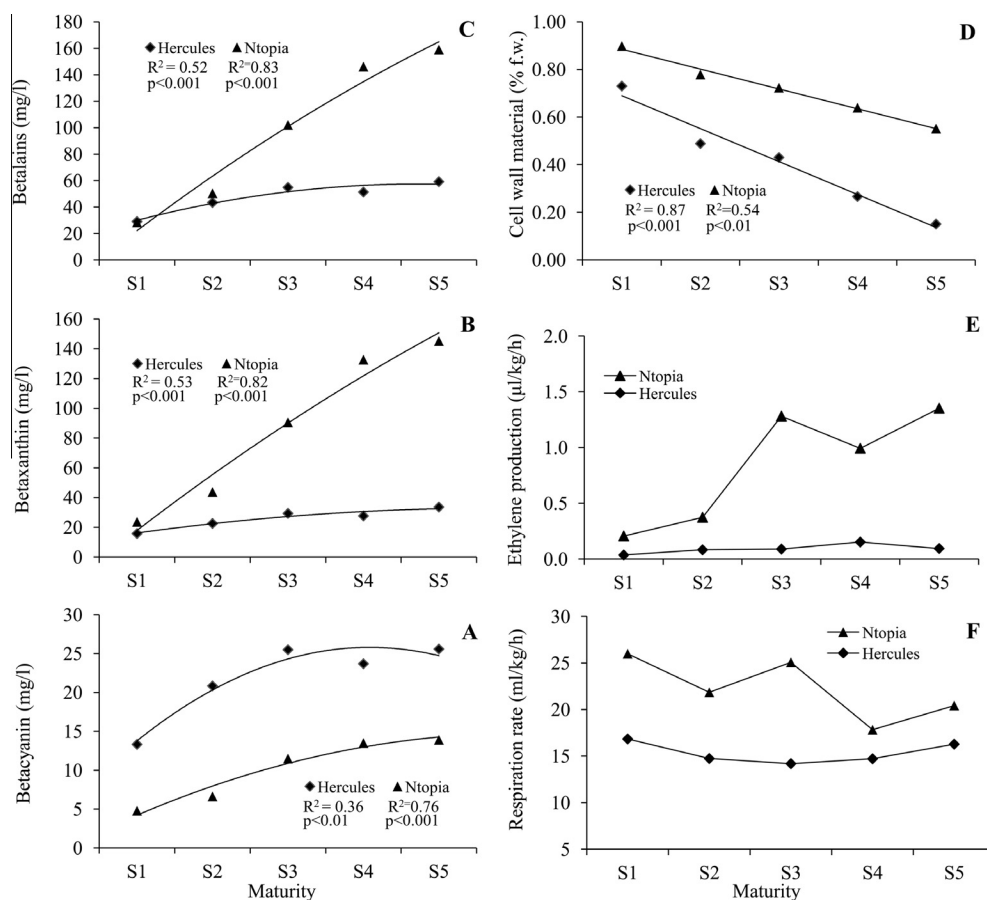 C
Betalains (mg/l)
180
160
140
120
100
80
60
40
20
0
Hercules Ntopia
R² = 0.52 R²=0.83
p<0.001 p<0.001
S1 S2 S3 S4 S5
D
Cell wall material (% f.w.)
1.00
0.80
0.60
0.40
0.20
0.00
Hercules Ntopia
R² = 0.87 R²=0.54
p<0.001 p<0.01
S1 S2 S3 S4 S5
B
Betaxanthin (mg/l)
160
140
120
100
80
60
40
20
0
Hercules Ntopia
R² = 0.53 R²=0.82
p<0.001 p<0.001
S1 S2 S3 S4 S5
E
Ethylene production (µl/kg/h)
2.0
1.5
1.0
0.5
0.0
Ntopia
Hercules
S1 S2 S3 S4 S5
A
Betacyanin (mg/l)
30
25
20
15
10
5
0
Hercules Ntopia
R² = 0.36 R²=0.76
p<0.01 p<0.001
S1 S2 S3 S4 S5
Maturity
F
Respiration rate (ml/kg/h)
30
25
20
15
10
5
Ntopia
Hercules
S1 S2 S3 S4 S5
Maturity